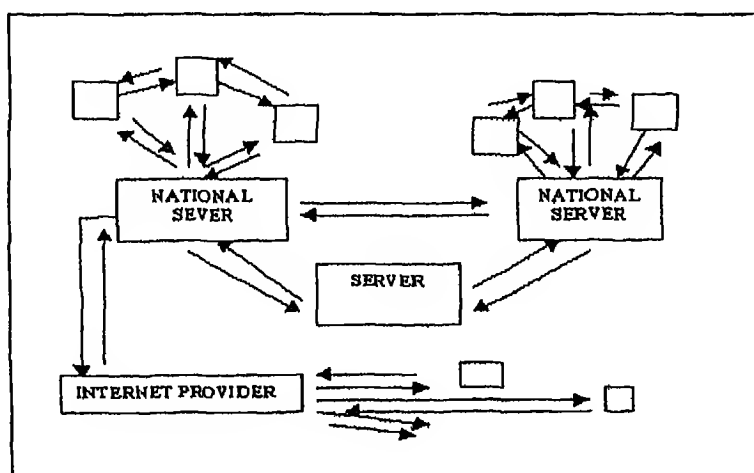 NATIONAL
SEVER
NATIONAL
SERVER
SERVER
INTERNET PROVIDER